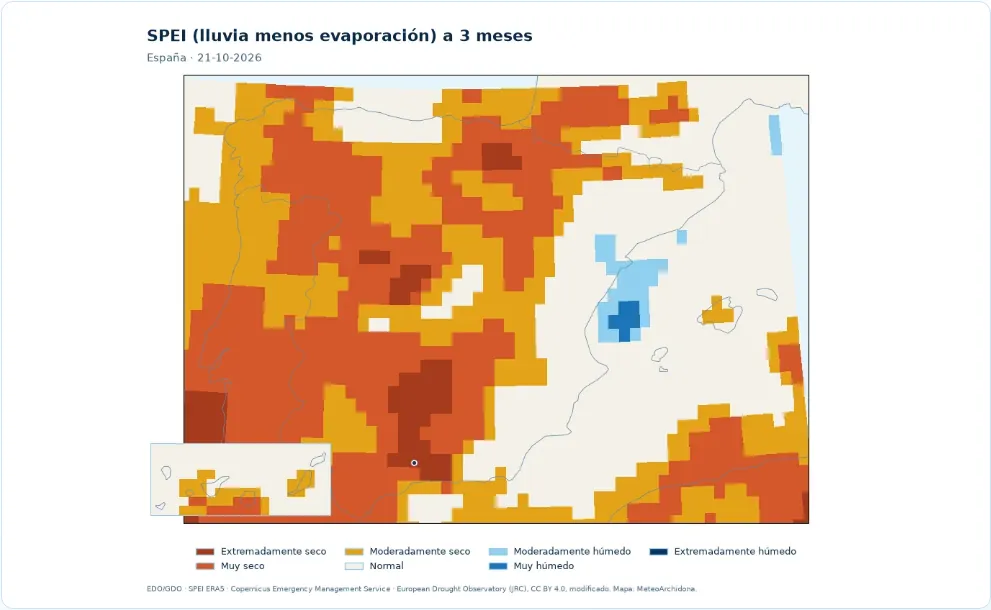 SPEI (lluvia menos evaporación) a 3 meses
España · 21-10-2026
Extremadamente seco
Moderadamente seco
Moderadamente húmedo
Extremadamente húmedo
Muy seco
Normal
Muy húmedo
EDO/GDO · SPEI ERA5 · Copernicus Emergency Management Service · European Drought Observatory (JRC), CC BY 4.0, modificado. Mapa: MeteoArchidona.